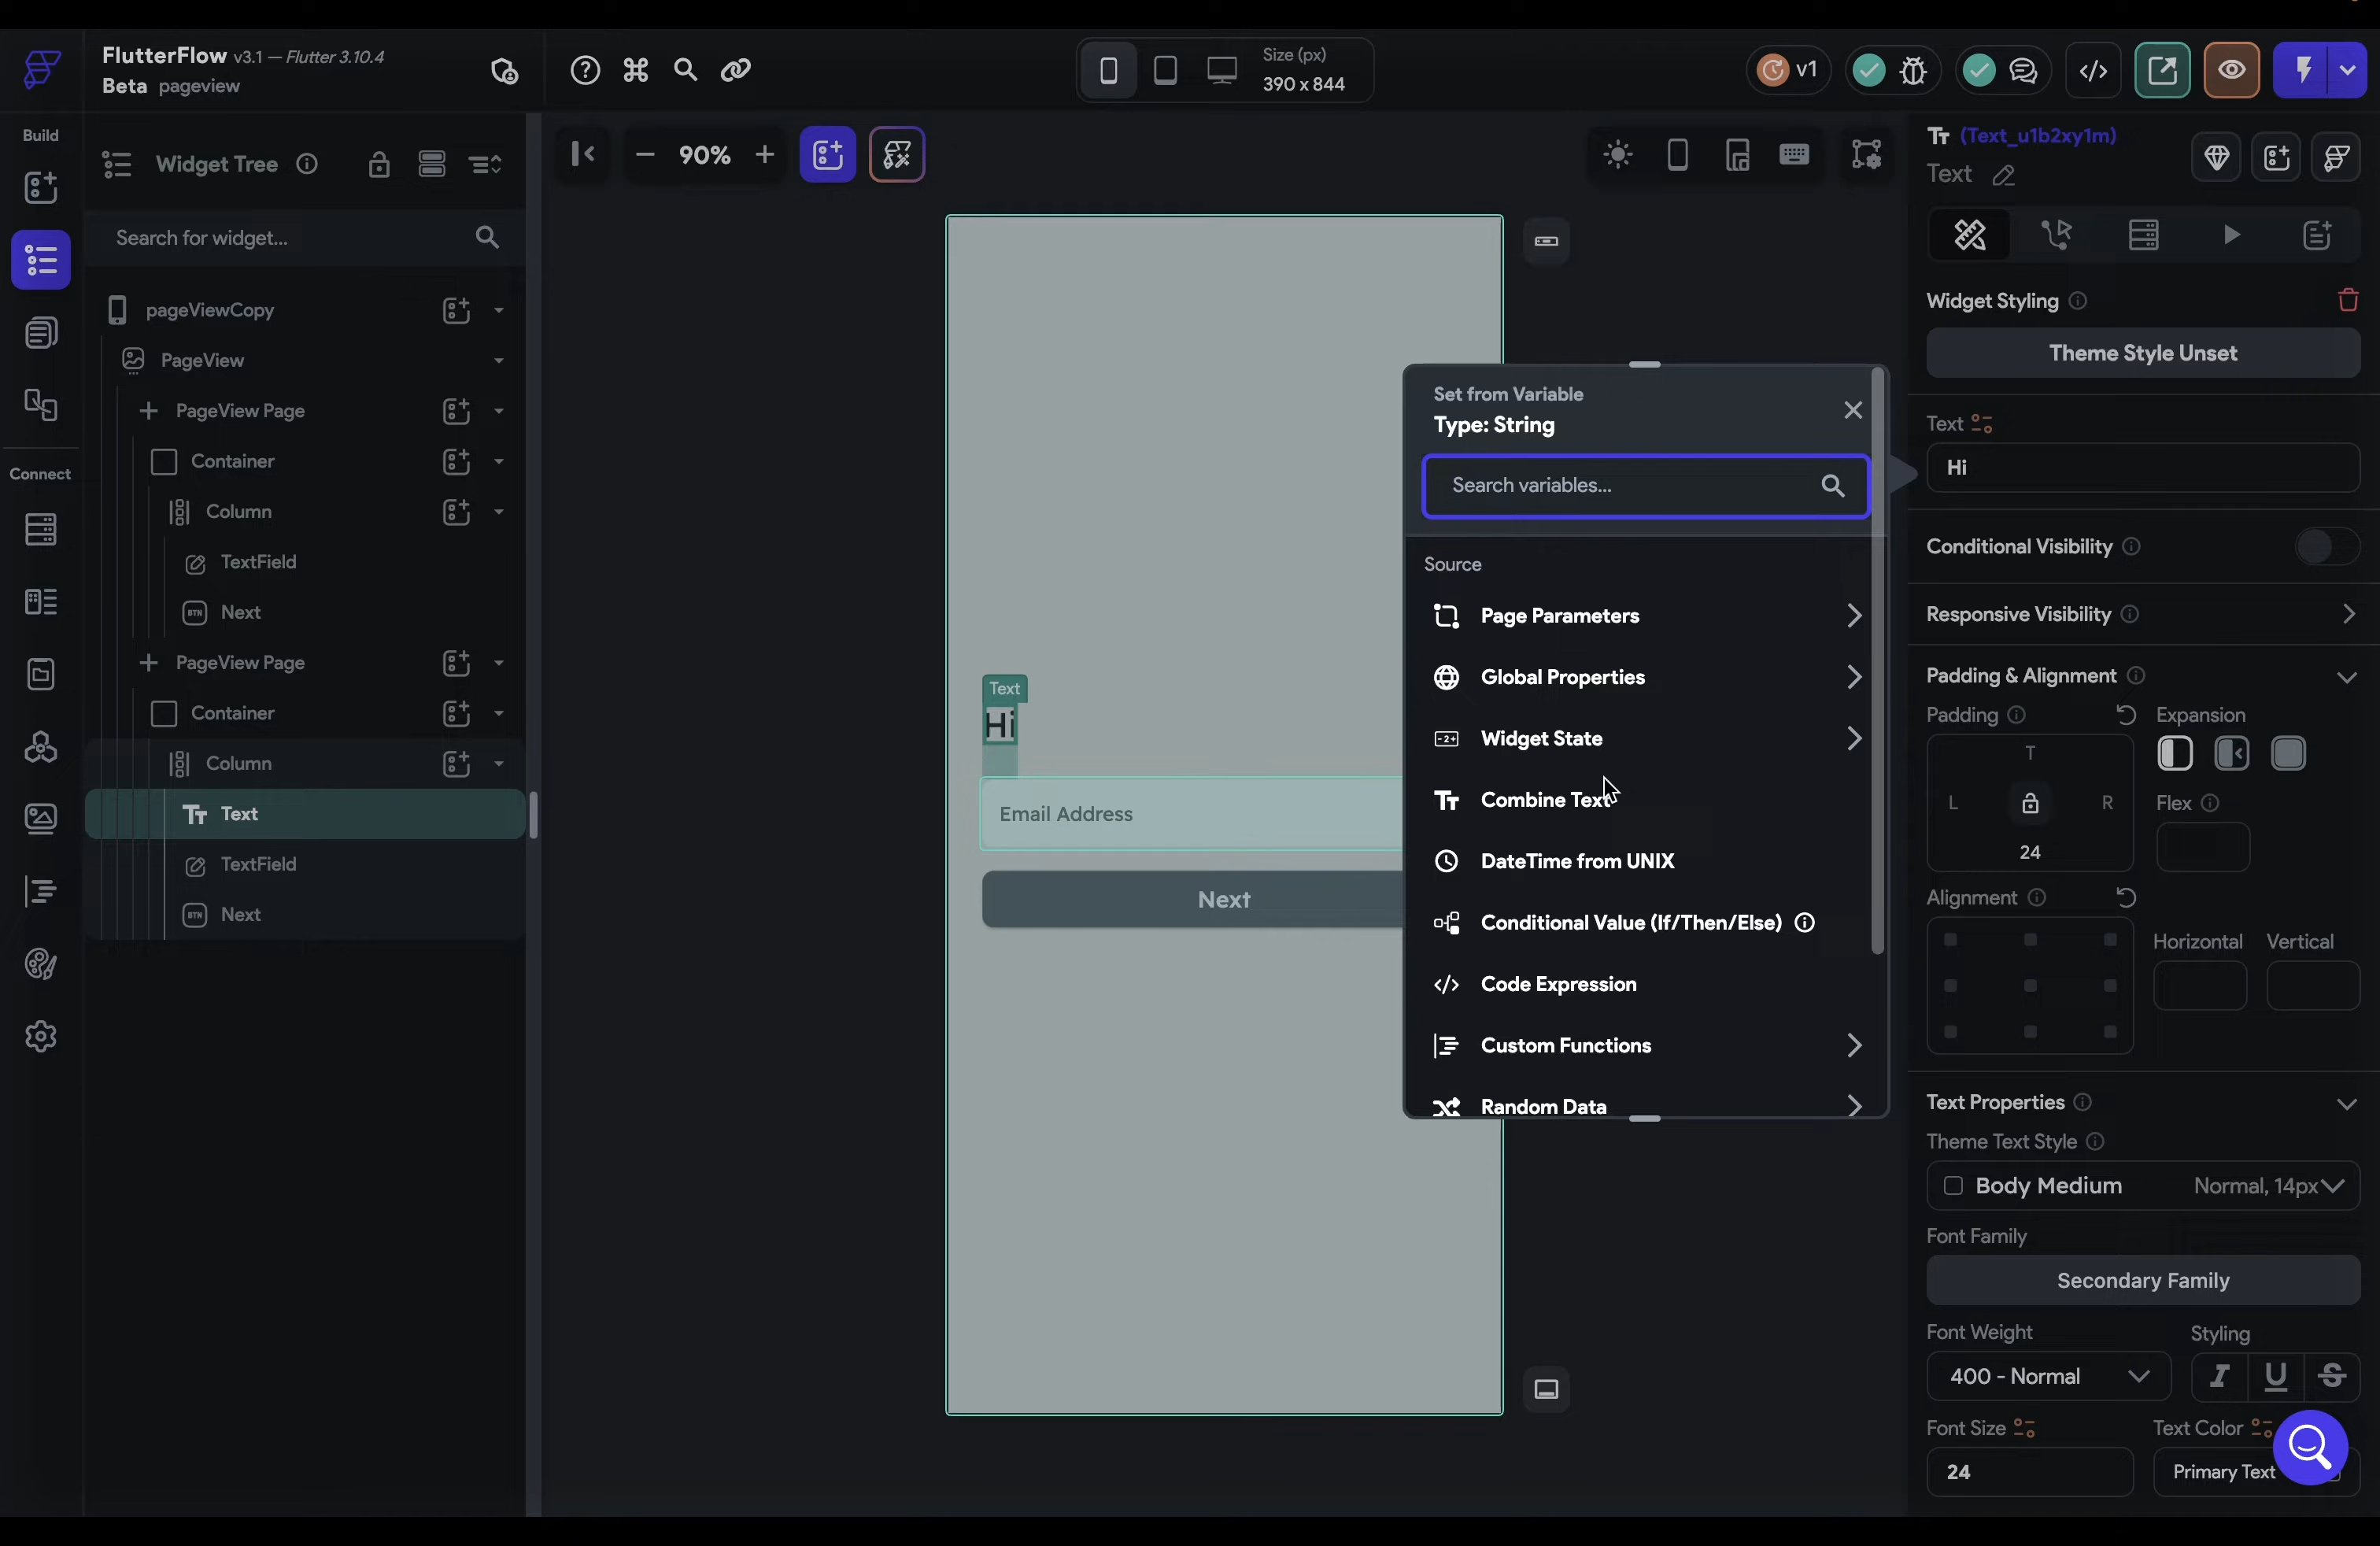 FlutterFlow v3.1 — Flutter 3.10.4
Beta pageview
Size (px)
390 x 844
v1
Build
Connect
Widget Tree
Search for widget...
pageViewCopy
PageView
PageView Page
Container
Column
TextField
BTN Next
PageView Page
Container
Column
Tt Text
TextField
BTN Next
90%
Text
Hi
Email Address
Next
Set from Variable
Type: String
Search variables...
Source
Page Parameters
Global Properties
Widget State
Combine Text
DateTime from UNIX
Conditional Value (If/Then/Else)
Code Expression
Custom Functions
Random Data
(Text_u1b2xy1m)
Text
Widget Styling
Theme Style Unset
Text
Hi
Conditional Visibility
Responsive Visibility
Padding & Alignment
Padding
Expansion
T
L
R
24
Flex
Alignment
Horizontal Vertical
Text Properties
Theme Text Style
Body Medium Normal, 14px
Font Family
Secondary Family
Font Weight
Styling
400 - Normal
I U S
Font Size
Text Color
24
Primary Text